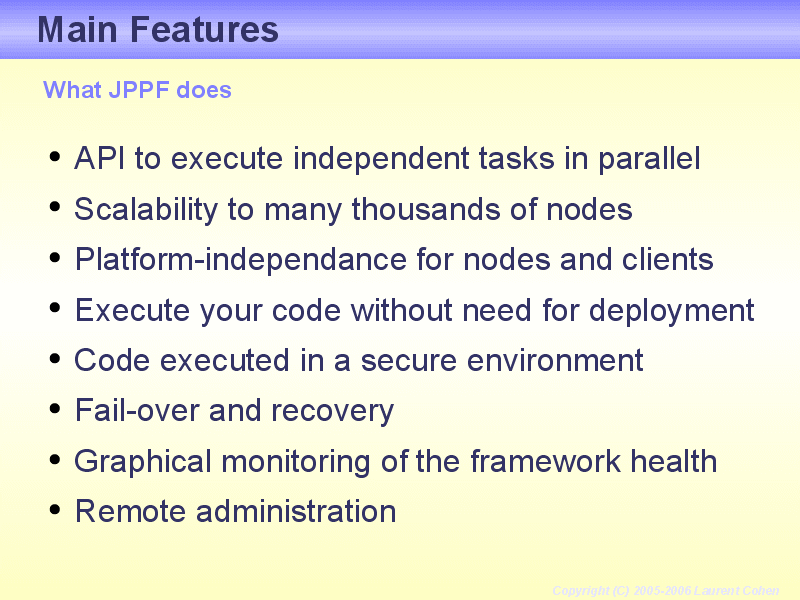 Main Features
What JPPF does
• API to execute independent tasks in parallel
• Scalability to many thousands of nodes
• Platform-independance for nodes and clients
• Execute your code without need for deployment
• Code executed in a secure environment
• Fail-over and recovery
• Graphical monitoring of the framework health
• Remote administration
Copyright (C) 2005-2006 Laurent Cohen